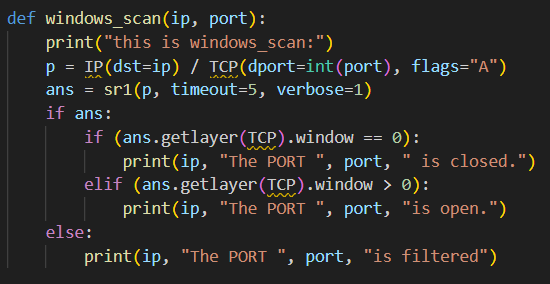 def windows_scan(ip, port):
    print("this is windows_scan:")
    p = IP(dst=ip) / TCP(dport=int(port), flags="A")
    ans = sr1(p, timeout=5, verbose=1)
    if ans:
        if (ans.getlayer(TCP).window == 0):
            print(ip, "The PORT ", port, " is closed.")
        elif (ans.getlayer(TCP).window > 0):
            print(ip, "The PORT ", port, "is open.")
    else:
        print(ip, "The PORT ", port, "is filtered")